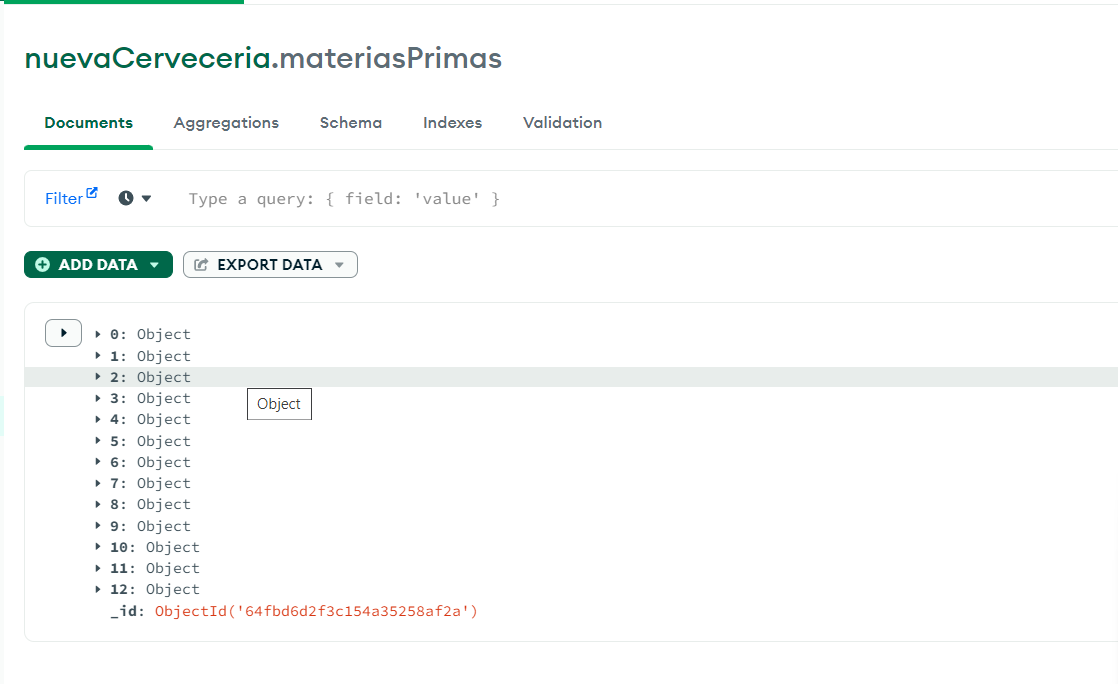 nuevaCerveceria.materiasPrimas
Documents Aggregations Schema Indexes Validation
Filter Type a query: { field: 'value' }
ADD DATA EXPORT DATA
0: Object
1: Object
2: Object
3: Object
Object
4: Object
5: Object
6: Object
7: Object
8: Object
9: Object
10: Object
11: Object
12: Object
_id: ObjectId('64fbd6d2f3c154a35258af2a')